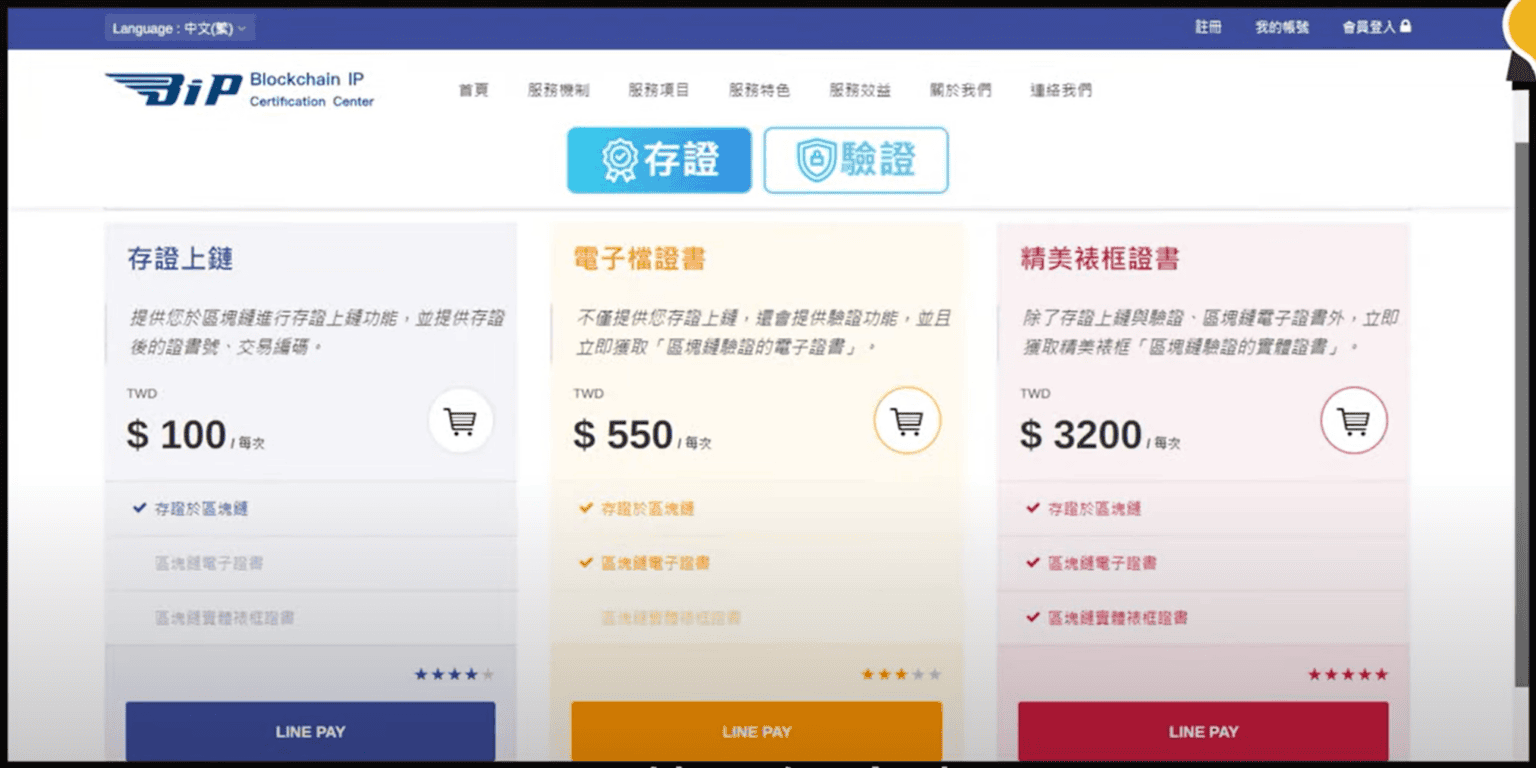 Language : 中文(繁)
註冊 我的帳號 會員登入
BiP Blockchain IP
Certification Center
首頁 服務機制 服務項目 服務特色 服務效益 關於我們 連絡我們
存證 驗證
存證上鏈
提供您於區塊鏈進行存證上鏈功能，並提供存證
後的證書號、交易編碼。
TWD
$ 100 / 每次
存證於區塊鏈
區塊鏈電子證書
區塊鏈實體裱框證書
LINE PAY
電子檔證書
不僅提供您存證上鏈，還會提供驗證功能，並且
立即獲取「區塊鏈驗證的電子證書」。
TWD
$ 550 / 每次
存證於區塊鏈
區塊鏈電子證書
區塊鏈實體裱框證書
LINE PAY
精美裱框證書
除了存證上鏈與驗證、區塊鏈電子證書外，立即
獲取精美裱框「區塊鏈驗證的實體證書」。
TWD
$ 3200 / 每次
存證於區塊鏈
區塊鏈電子證書
區塊鏈實體裱框證書
LINE PAY